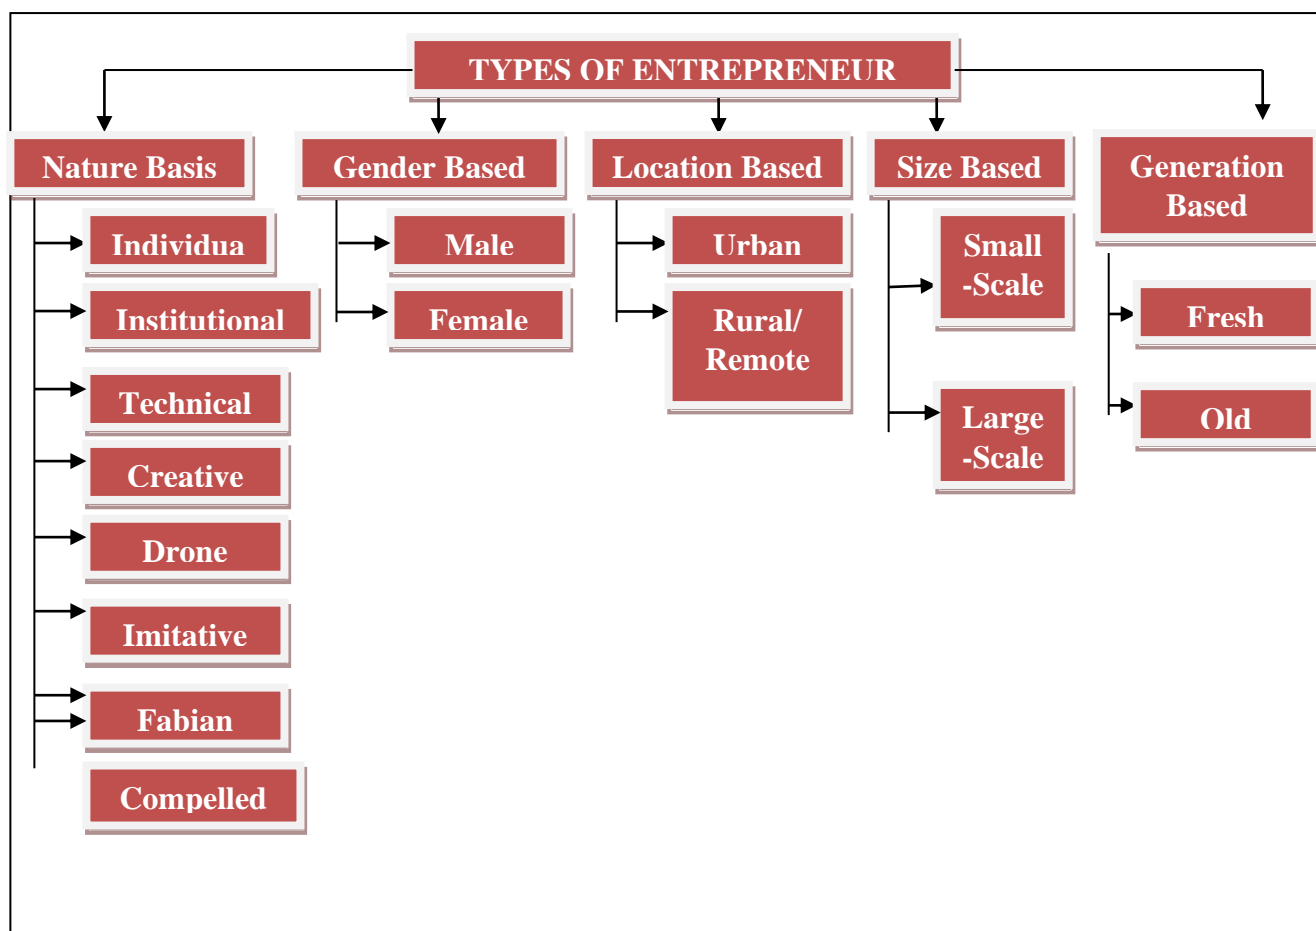 TYPES OF ENTREPRENEUR
Nature Basis
Individua
Institutional
Technical
Creative
Drone
Imitative
Fabian
Compelled
Gender Based
Male
Female
Location Based
Urban
Rural/
Remote
Size Based
Small
-Scale
Large
-Scale
Generation
Based
Fresh
Old